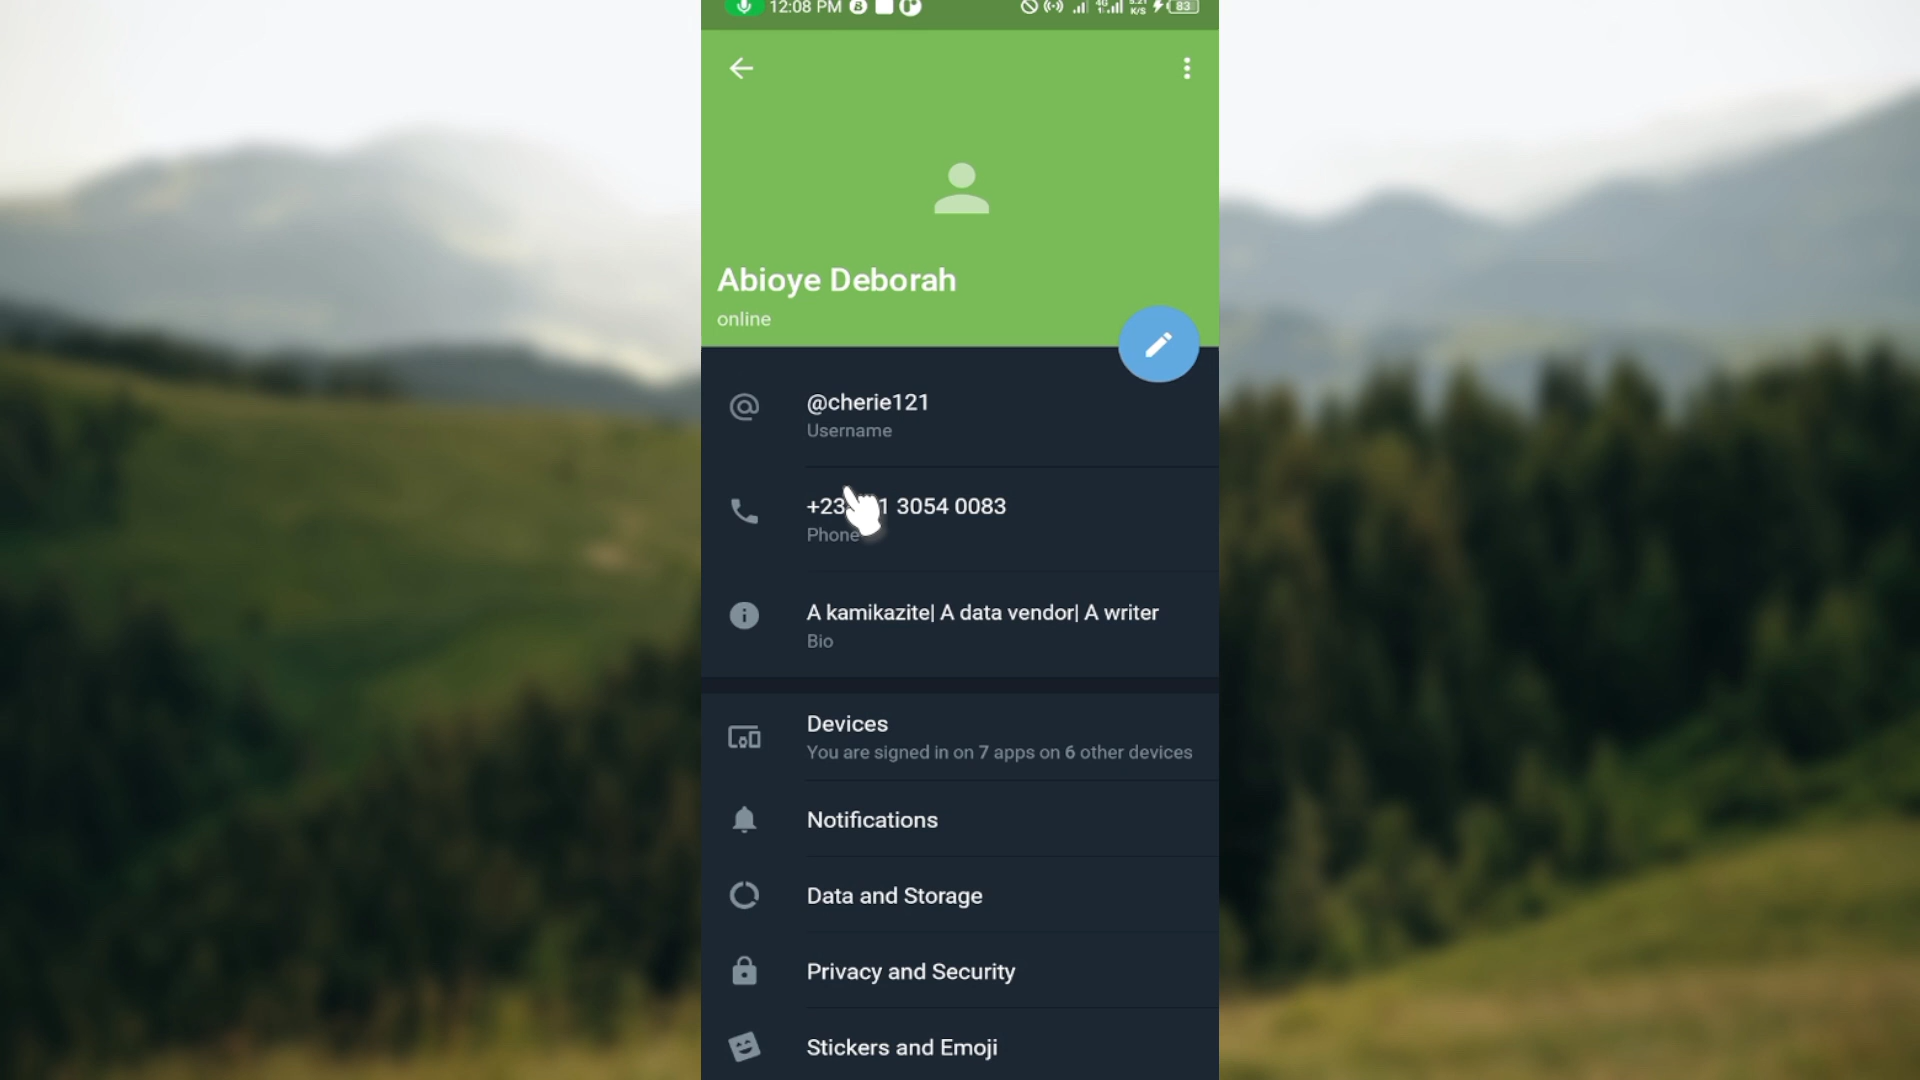 12:08 PM
83
Abioye Deborah
online
@cherie121
Username
1 3054 0083
Phone
A kamikazite| A data vendor| A writer
Bio
Devices
You are signed in on 7 apps on 6 other devices
Notifications
Data and Storage
Privacy and Security
Stickers and Emoji